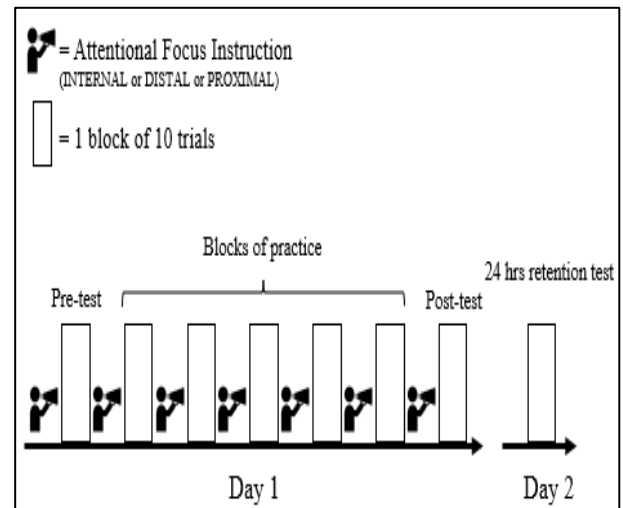 = Attentional Focus Instruction
(INTERNAL or DISTAL or PROXIMAL)
= 1 block of 10 trials
Blocks of practice
24 hrs retention test
Pre-test
Post-test
Day 1
Day 2